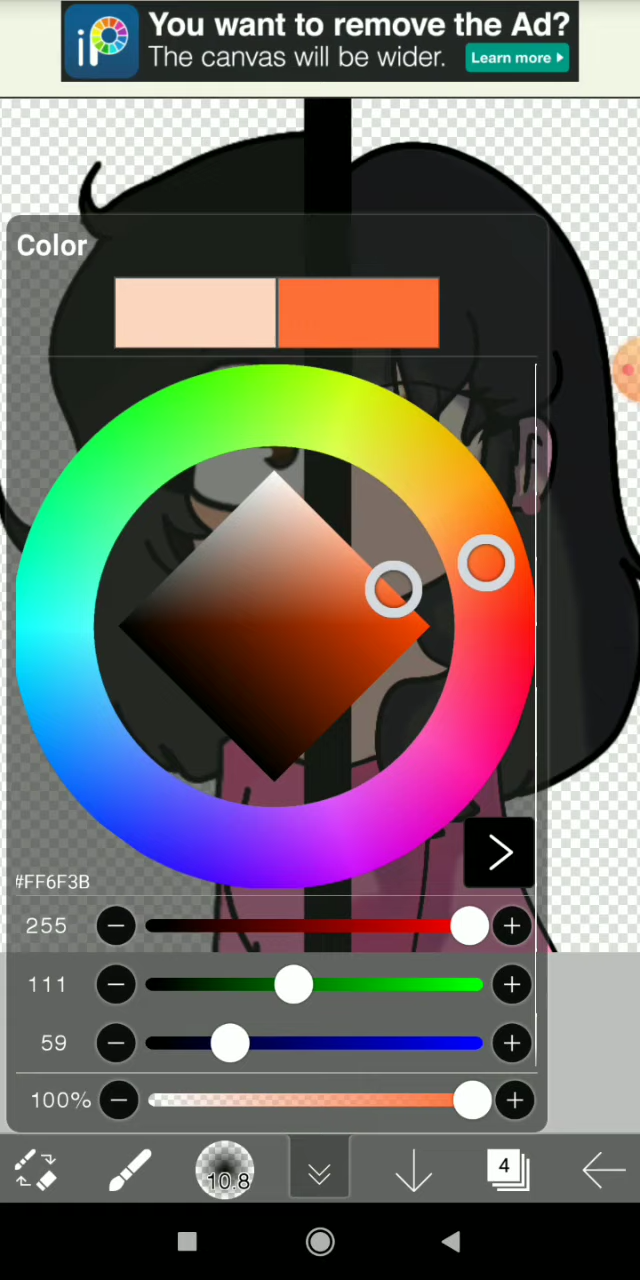 iP
You want to remove the Ad?
The canvas will be wider.
Learn more
Color
#FF6F3B
255
111
59
100%
10.8
4